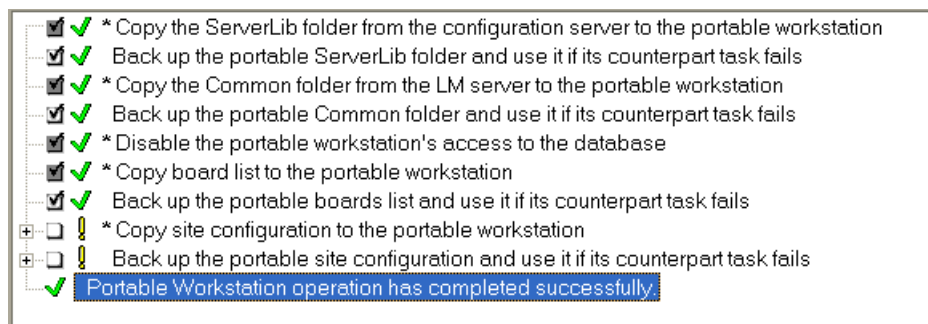 * Copy the ServerLib folder from the configuration server to the portable workstation
Back up the portable ServerLib folder and use it if its counterpart task fails
* Copy the Common folder from the LM server to the portable workstation
Back up the portable Common folder and use it if its counterpart task fails
* Disable the portable workstation's access to the database
* Copy board list to the portable workstation
Back up the portable boards list and use it if its counterpart task fails
* Copy site configuration to the portable workstation
Back up the portable site configuration and use it if its counterpart task fails
Portable Workstation operation has completed successfully.